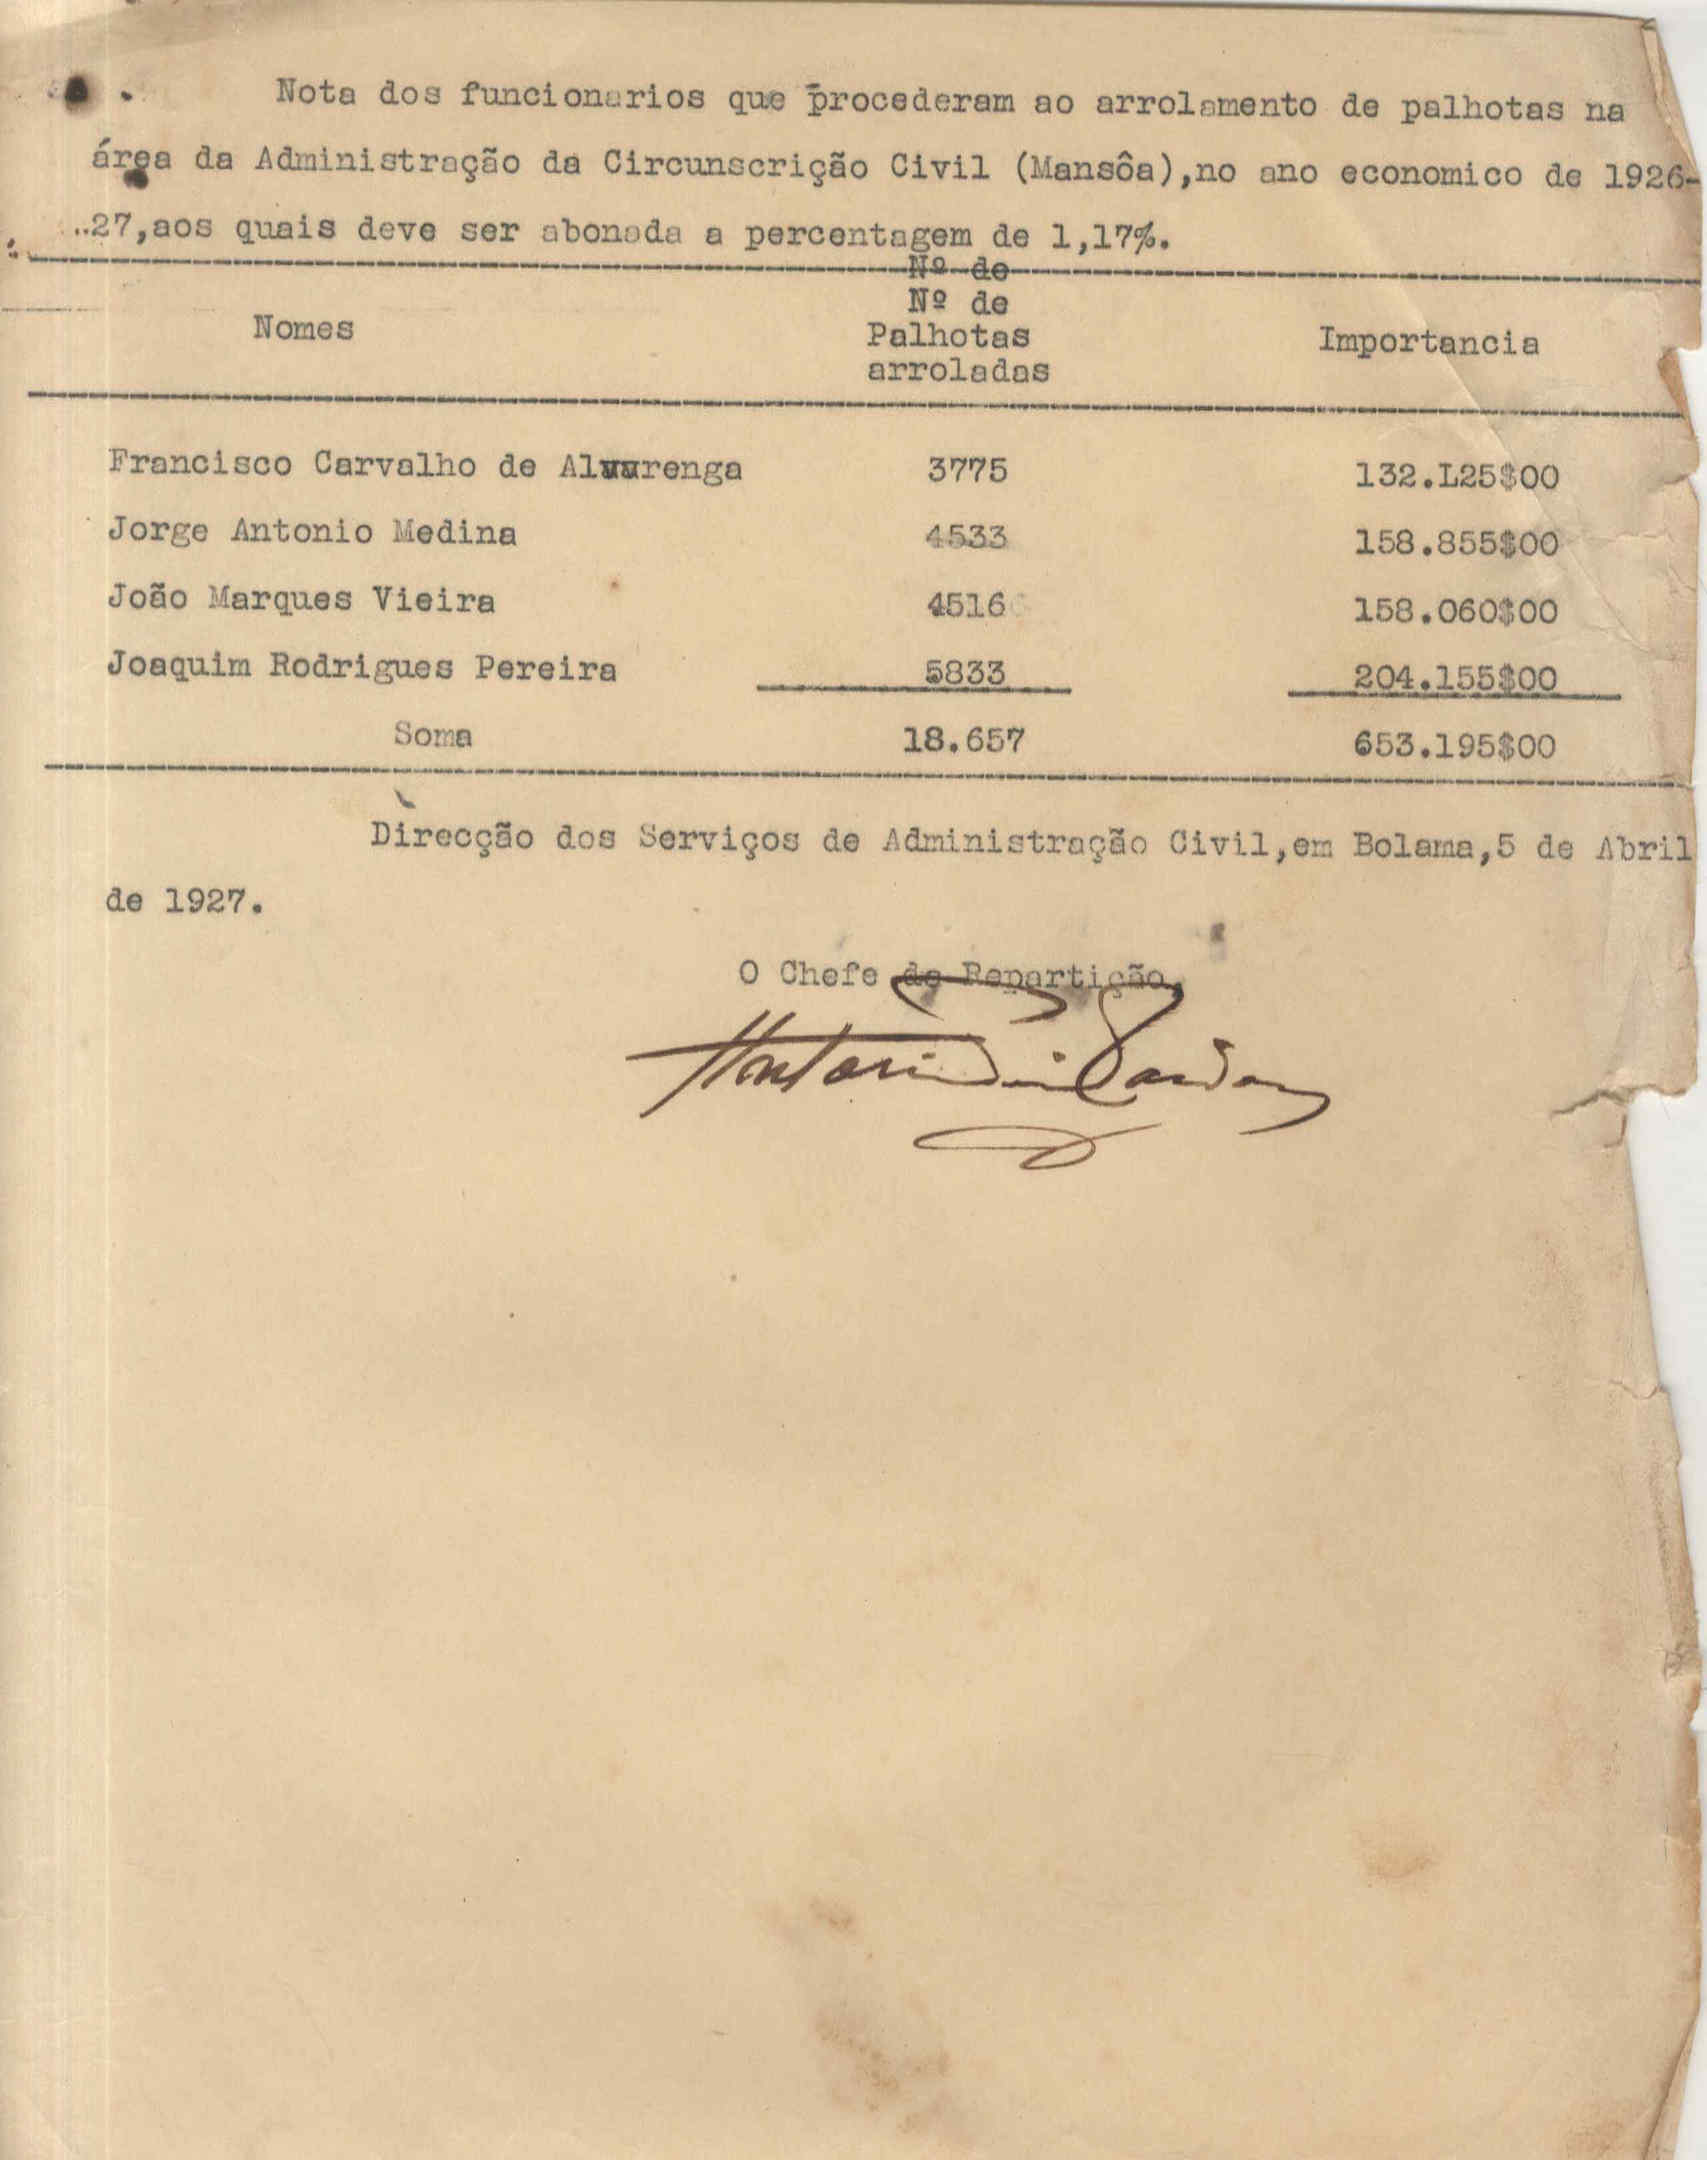 Nota dos funcionarios que procederam ao arrolamento de palhotas na
área da Administração da Circunscrição Civil (Mansôa),no ano economico de 1926-
27,aos quais deve ser abonada a percentagem de 1,17%.
Nº de
Nomes Nº de Palhotas arroladas Importancia
Francisco Carvalho de Alvarenga 3775 132.L25$00
Jorge Antonio Medina 4533 158.855$00
João Marques Vieira 4516 158.060$00
Joaquim Rodrigues Pereira 5833 204.155$00
Soma 18.657 653.195$00
Direcção dos Serviços de Administração Civil,em Bolama,5 de Abril
de 1927.
O Chefe de Repartição,